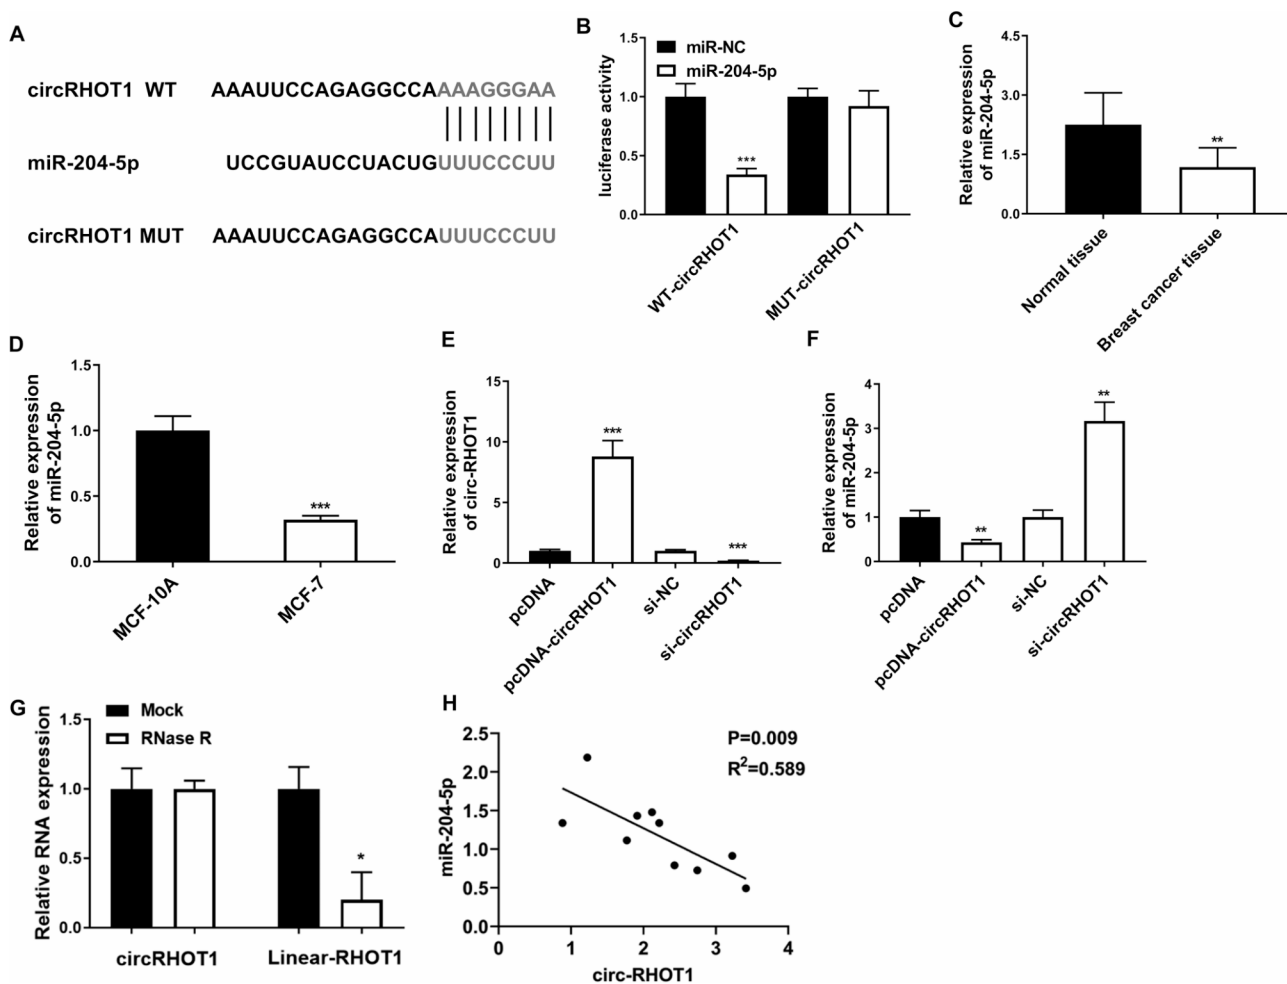 A
circRHOT1 WT AAAUUCCAGAGGCCAAAAGGGAA
miR-204-5p UCCGUAUCCUACUGUUUCCCUU
circRHOT1 MUT AAAUUCCAGAGGCCAUUUCCCUU
B
luciferase activity
1.5
1.0
0.5
0.0
miR-NC
miR-204-5p
***
WT-circRHOT1
MUT-circRHOT1
C
Relative expression
of miR-204-5p
4.5
3.0
1.5
0.0
**
Normal tissue
Breast cancer tissue
D
Relative expression
of miR-204-5p
1.5
1.0
0.5
0.0
***
MCF-10A
MCF-7
E
Relative expression
of circ-RHOT1
15
10
5
0
***
***
pcDNA
pcDNA-circRHOT1
si-NC
si-circRHOT1
F
Relative expression
of miR-204-5p
4
3
2
1
0
**
**
pcDNA
pcDNA-circRHOT1
si-NC
si-circRHOT1
G
Relative RNA expression
1.5
1.0
0.5
0.0
Mock
RNase R
*
circRHOT1
Linear-RHOT1
H
miR-204-5p
2.5
2.0
1.5
1.0
0.5
0.0
P=0.009
R²=0.589
0 1 2 3 4
circ-RHOT1